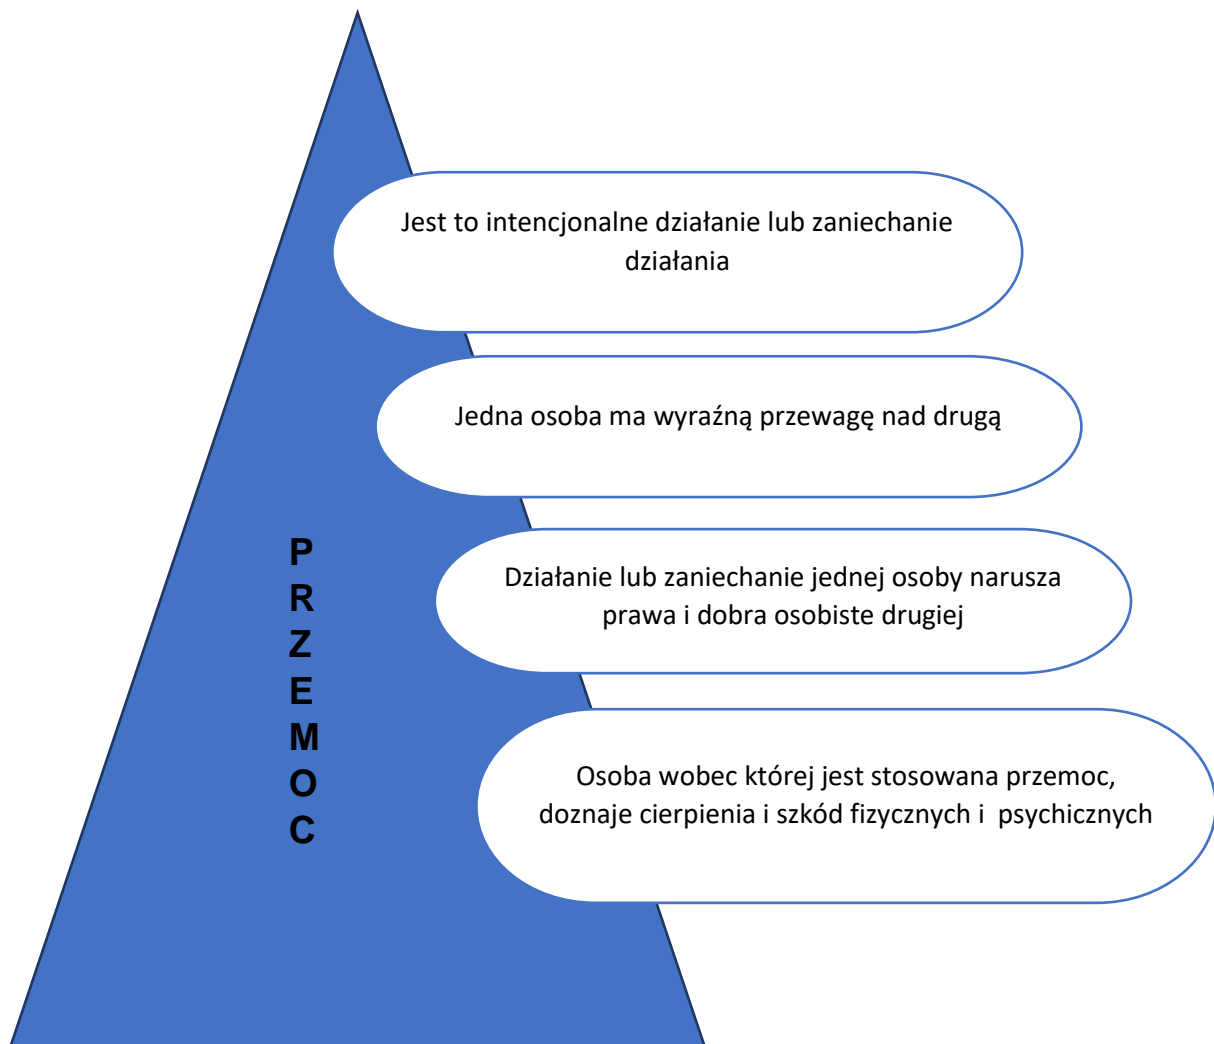 Jest to intencjonalne działanie lub zaniechanie
działania
Jedna osoba ma wyraźną przewagę nad drugą
Działanie lub zaniechanie jednej osoby narusza
prawa i dobra osobiste drugiej
Osoba wobec której jest stosowana przemoc,
doznaje cierpienia i szkód fizycznych i  psychicznych
P
R
Z
E
M
O
C